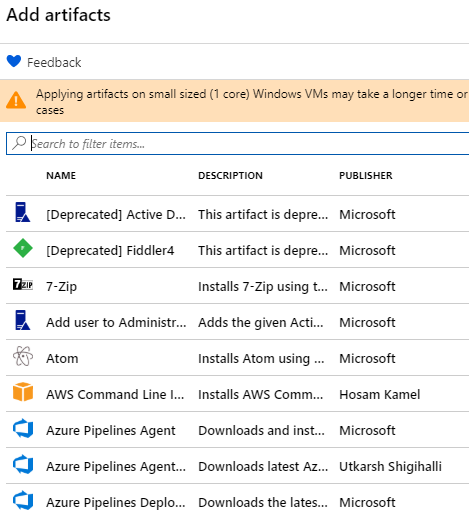 Add artifacts
Feedback
Applying artifacts on small sized (1 core) Windows VMs may take a longer time or
cases
Search to filter items...
NAME DESCRIPTION PUBLISHER
[Deprecated] Active D... This artifact is depre... Microsoft
[Deprecated] Fiddler4 This artifact is depre... Microsoft
7ZIP 7-Zip Installs 7-Zip using t... Microsoft
Add user to Administr... Adds the given Acti... Microsoft
Atom Installs Atom using ... Microsoft
AWS Command Line I... Installs AWS Comm... Hosam Kamel
Azure Pipelines Agent Downloads and inst... Microsoft
Azure Pipelines Agent... Downloads latest Az... Utkarsh Shigihalli
Azure Pipelines Deplo... Downloads the lates... Microsoft